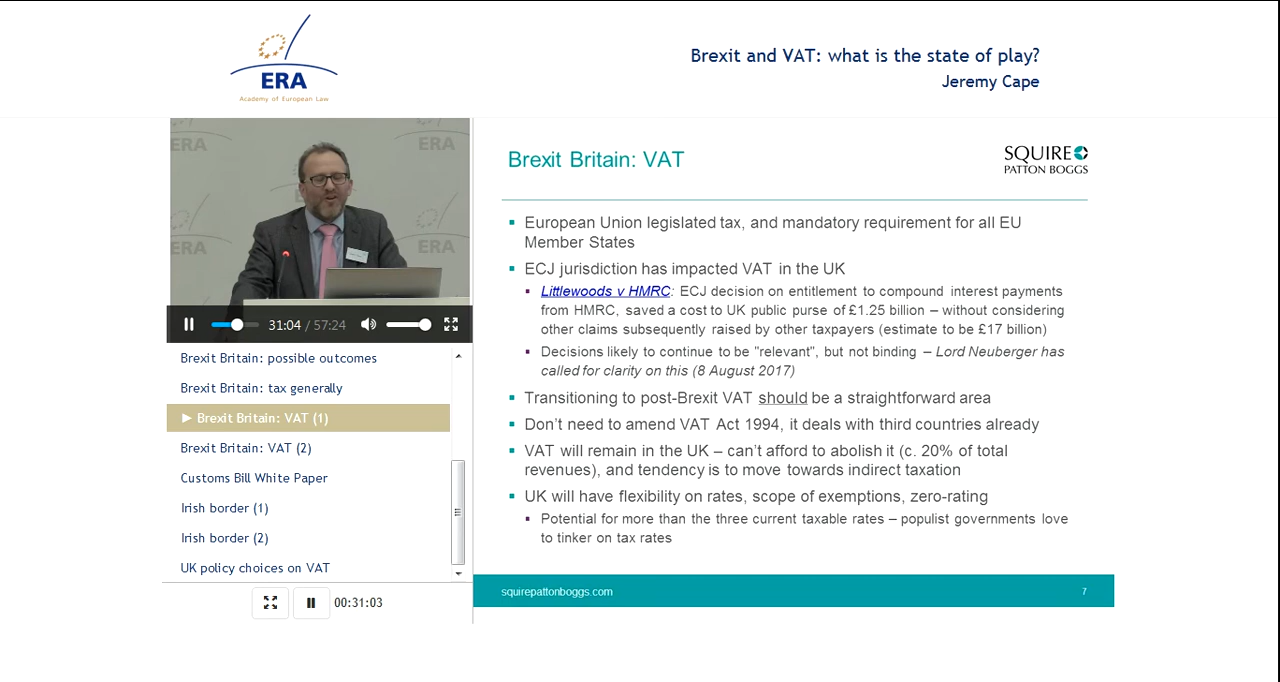 ERA
Academy of European Law
Brexit and VAT: what is the state of play?
Jeremy Cape
ERA
ERA
ERA
ERA
31:04 / 57:24
Brexit Britain: possible outcomes
Brexit Britain: tax generally
► Brexit Britain: VAT (1)
Brexit Britain: VAT (2)
Customs Bill White Paper
Irish border (1)
Irish border (2)
UK policy choices on VAT
00:31:03
Brexit Britain: VAT
SQUIRE
PATTON BOGGS
▪ European Union legislated tax, and mandatory requirement for all EU
Member States
▪ ECJ jurisdiction has impacted VAT in the UK
▪ Littlewoods v HMRC: ECJ decision on entitlement to compound interest payments
from HMRC, saved a cost to UK public purse of £1.25 billion – without considering
other claims subsequently raised by other taxpayers (estimate to be £17 billion)
▪ Decisions likely to continue to be "relevant", but not binding – Lord Neuberger has
called for clarity on this (8 August 2017)
▪ Transitioning to post-Brexit VAT should be a straightforward area
▪ Don't need to amend VAT Act 1994, it deals with third countries already
▪ VAT will remain in the UK – can't afford to abolish it (c. 20% of total
revenues), and tendency is to move towards indirect taxation
▪ UK will have flexibility on rates, scope of exemptions, zero-rating
▪ Potential for more than the three current taxable rates – populist governments love
to tinker on tax rates
squirepattonboggs.com
7